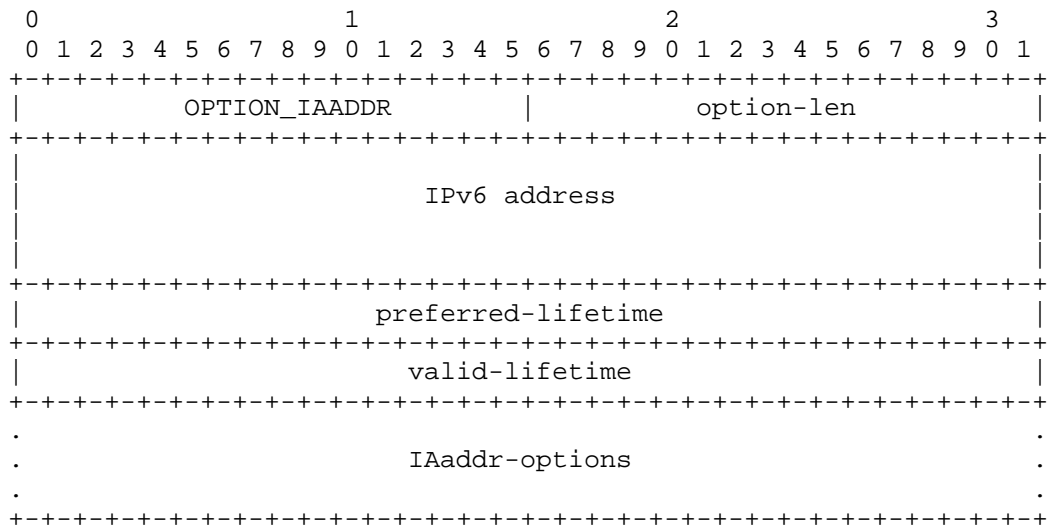 0                   1                   2                   3
 0 1 2 3 4 5 6 7 8 9 0 1 2 3 4 5 6 7 8 9 0 1 2 3 4 5 6 7 8 9 0 1
+-+-+-+-+-+-+-+-+-+-+-+-+-+-+-+-+-+-+-+-+-+-+-+-+-+-+-+-+-+-+-+-+
|          OPTION_IAADDR        |          option-len           |
+-+-+-+-+-+-+-+-+-+-+-+-+-+-+-+-+-+-+-+-+-+-+-+-+-+-+-+-+-+-+-+-+
|                                                               |
|                         IPv6 address                          |
|                                                               |
|                                                               |
+-+-+-+-+-+-+-+-+-+-+-+-+-+-+-+-+-+-+-+-+-+-+-+-+-+-+-+-+-+-+-+-+
|                      preferred-lifetime                       |
+-+-+-+-+-+-+-+-+-+-+-+-+-+-+-+-+-+-+-+-+-+-+-+-+-+-+-+-+-+-+-+-+
|                        valid-lifetime                         |
+-+-+-+-+-+-+-+-+-+-+-+-+-+-+-+-+-+-+-+-+-+-+-+-+-+-+-+-+-+-+-+-+
.                                                               .
.                        IAaddr-options                         .
.                                                               .
+-+-+-+-+-+-+-+-+-+-+-+-+-+-+-+-+-+-+-+-+-+-+-+-+-+-+-+-+-+-+-+-+